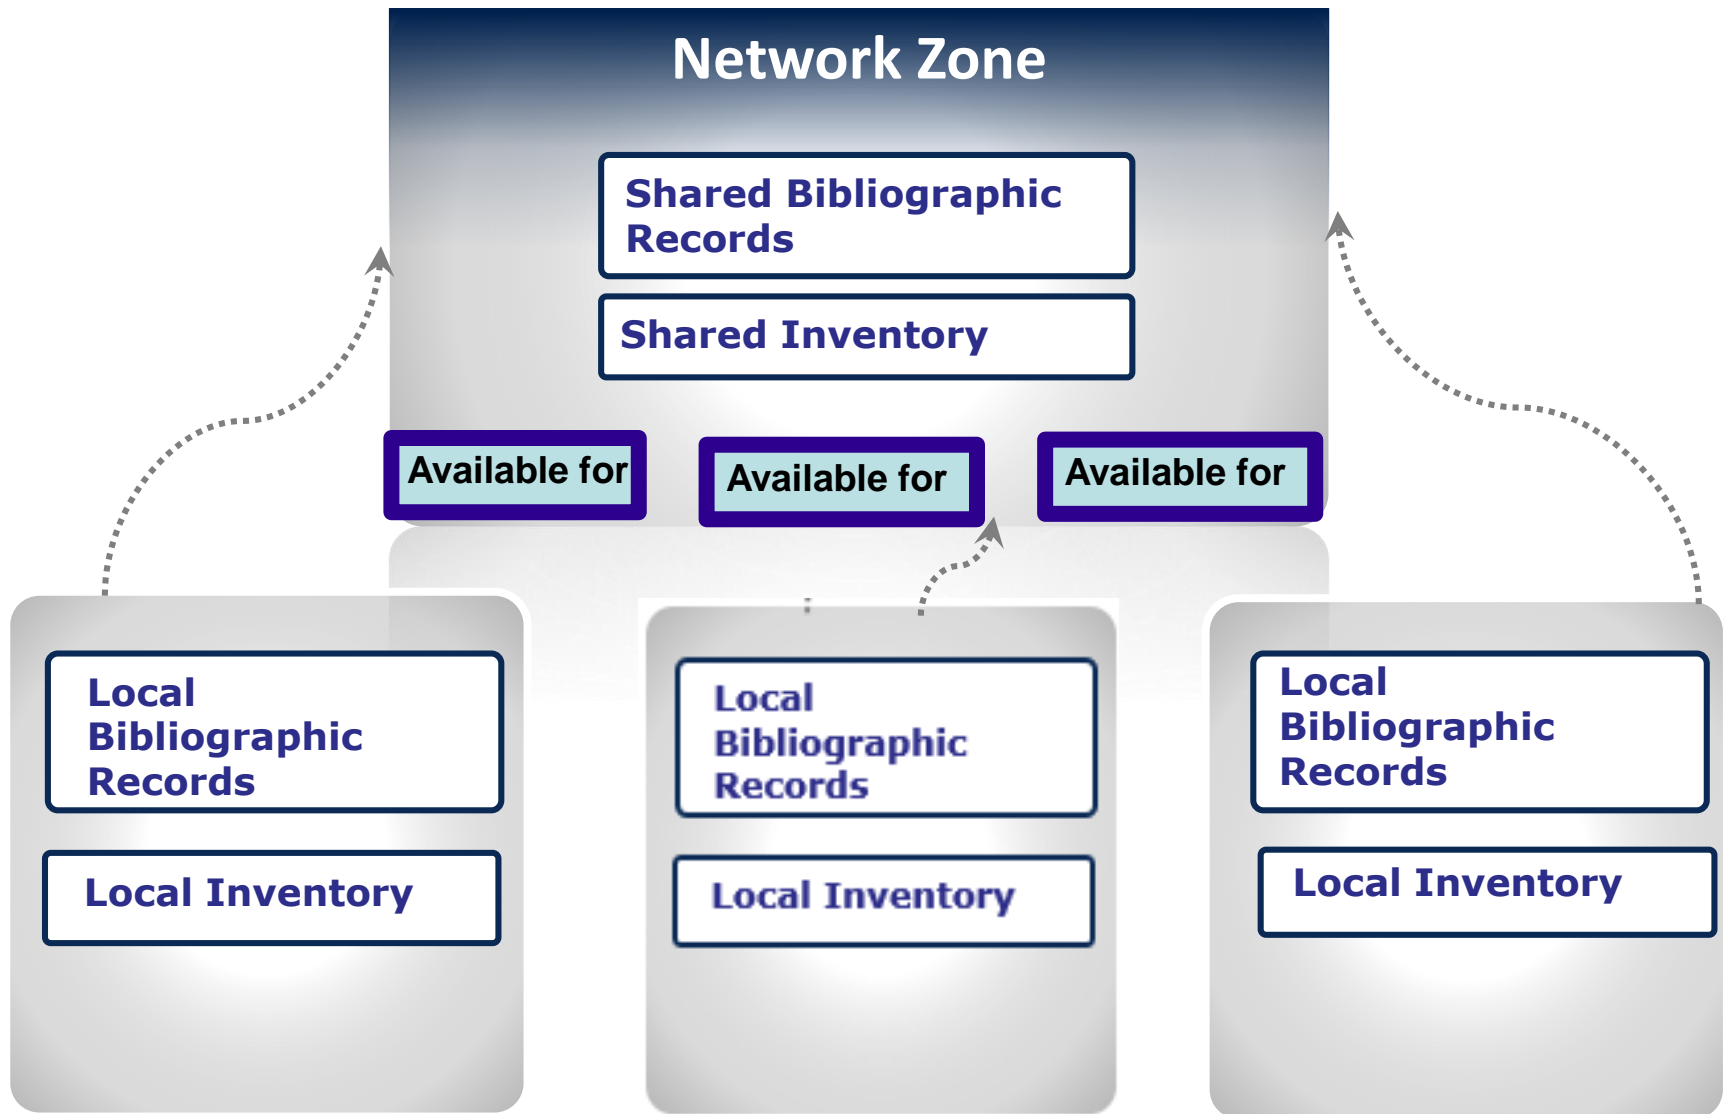 Network Zone
Shared Bibliographic
Records
Shared Inventory
Available for
Available for
Available for
Local
Bibliographic
Records
Local Inventory
Local
Bibliographic
Records
Local Inventory
Local
Bibliographic
Records
Local Inventory